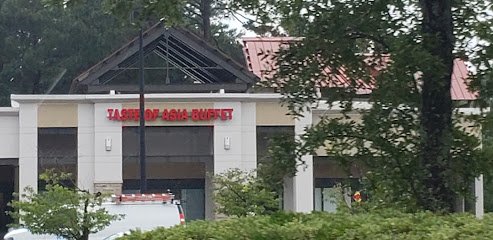 TASTE OF ASIA BUFFET